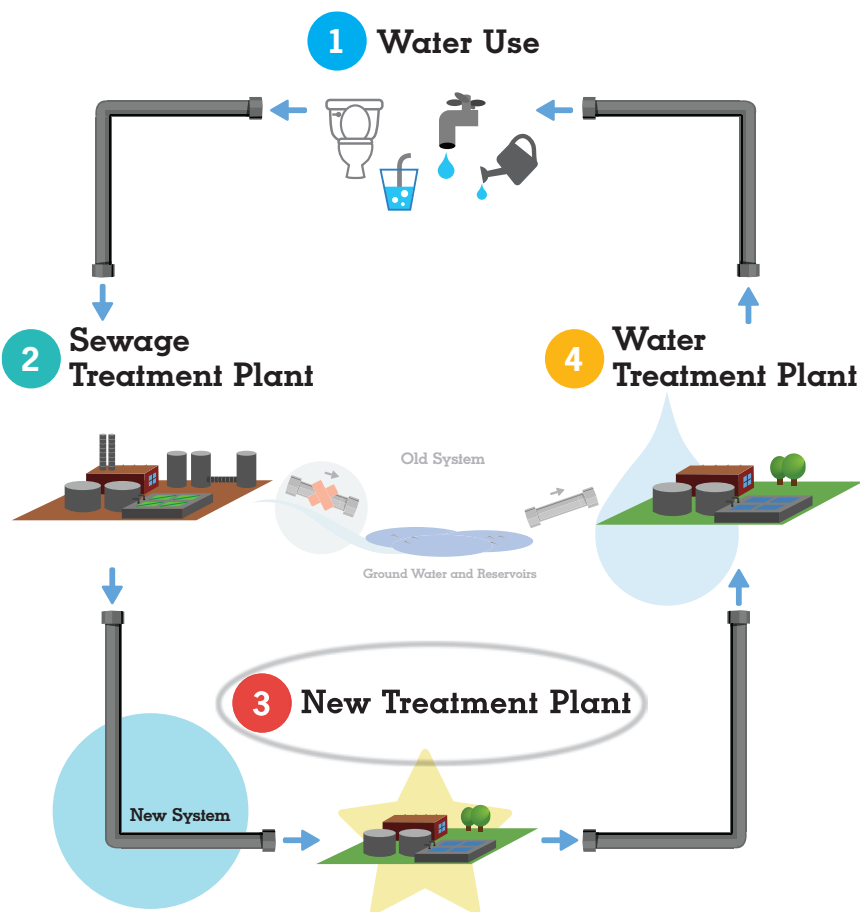 1 Water Use
2 Sewage
Treatment Plant
4 Water
Treatment Plant
Old System
Ground Water and Reservoirs
3 New Treatment Plant
New System